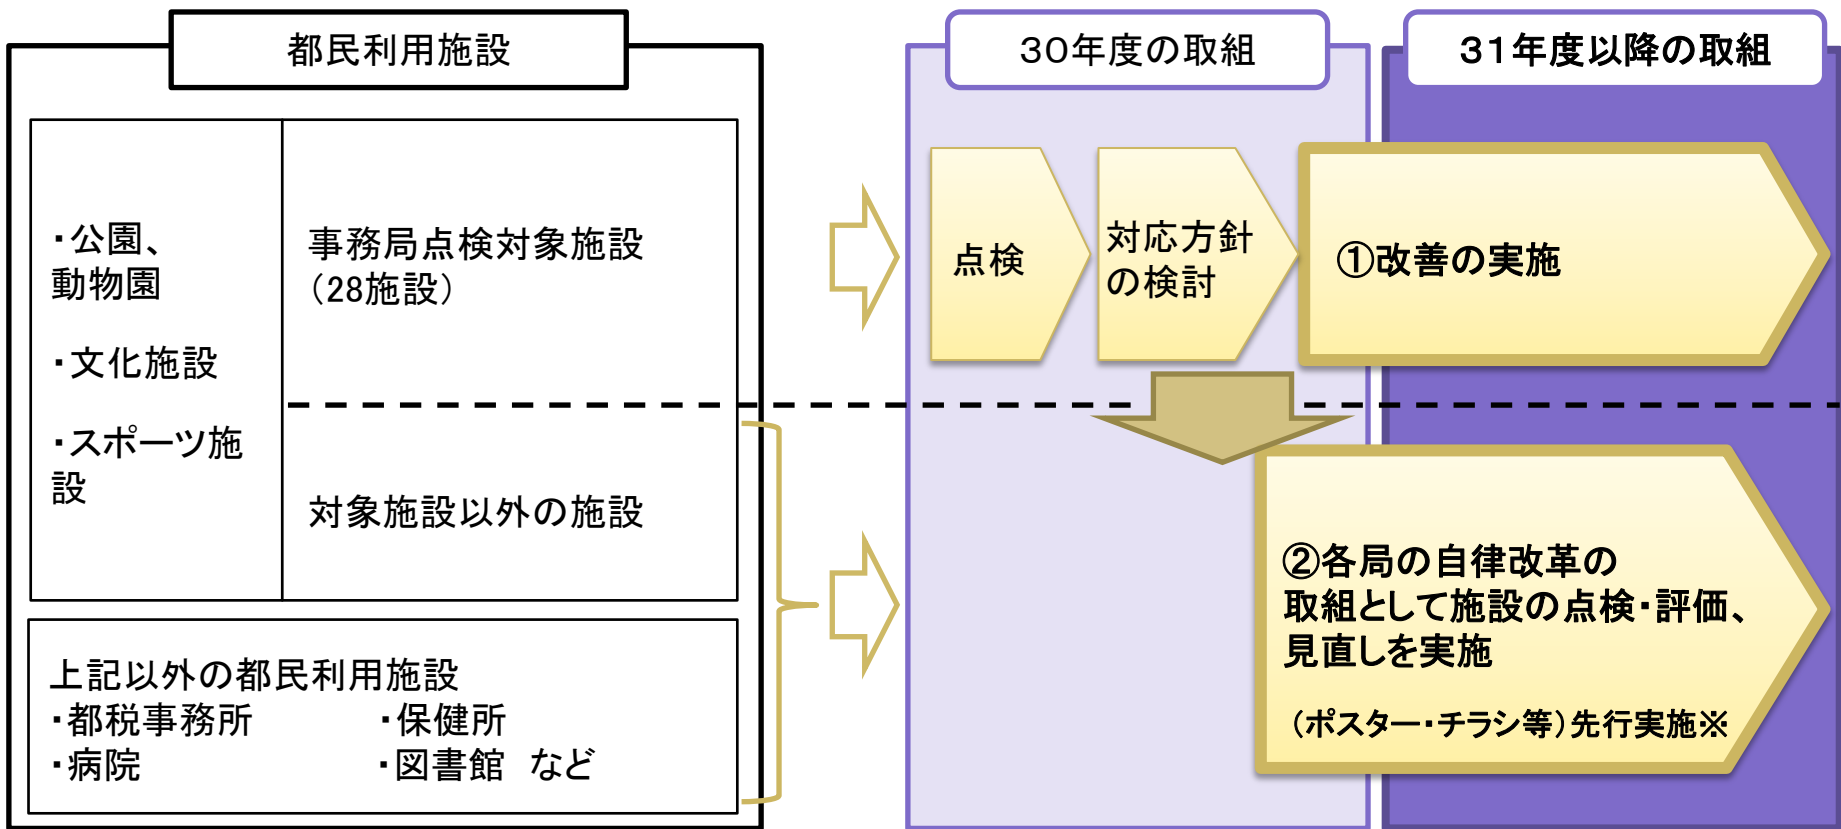 都民利用施設
30年度の取組
31年度以降の取組
・公園、
動物園
・文化施設
・スポーツ施
設
事務局点検対象施設
（28施設）
対象施設以外の施設
上記以外の都民利用施設
・都税事務所　・保健所
・病院　・図書館　など
点検
対応方針
の検討
①改善の実施
②各局の自律改革の
取組として施設の点検・評価、
見直しを実施
（ポスター・チラシ等）先行実施※